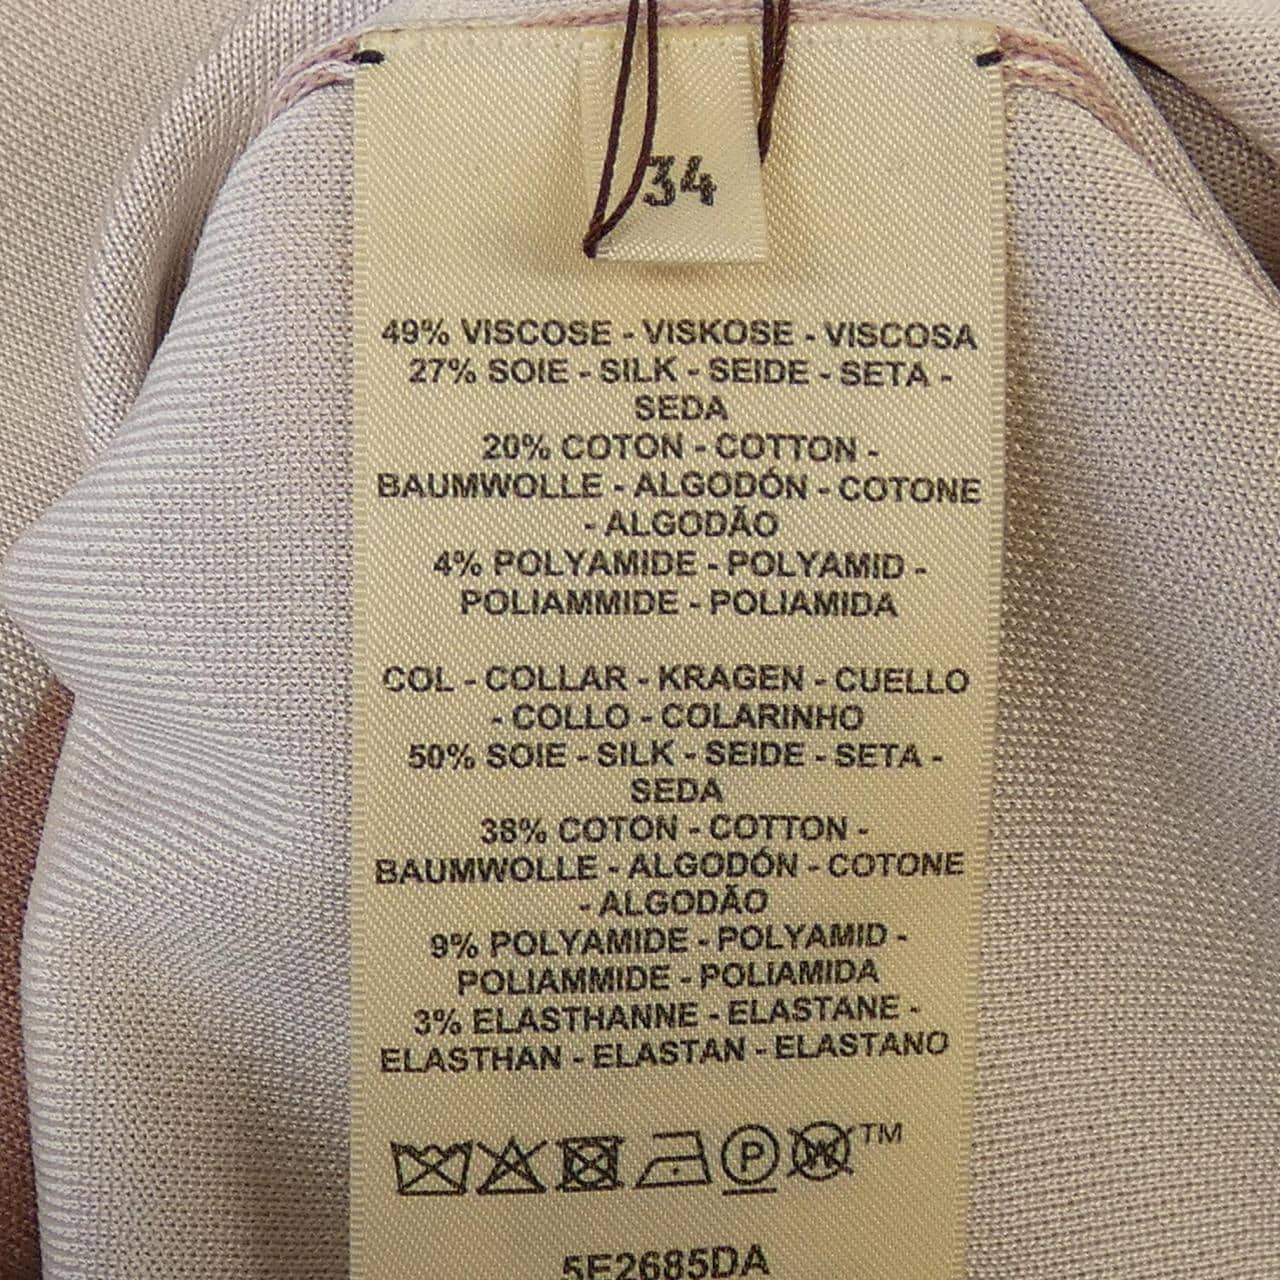 34
49% VISCOSE - VISKOSE - VISCOSA
27% SOIE - SILK - SEIDE - SETA -
SEDA
20% COTON - COTTON -
BAUMWOLLE - ALGODÓN - COTONE
- ALGODÃO
4% POLYAMIDE - POLYAMID -
POLIAMMIDE - POLIAMIDA
COL - COLLAR - KRAGEN - CUELLO
- COLLO - COLARINHO
50% SOIE - SILK - SEIDE - SETA -
SEDA
38% COTON - COTTON -
BAUMWOLLE - ALGODÓN - COTONE
- ALGODÃO
9% POLYAMIDE - POLYAMID -
POLIAMMIDE - POLIAMIDA
3% ELASTHANNE - ELASTANE -
ELASTHAN - ELASTAN - ELASTANO
P W TM
5E2685DA